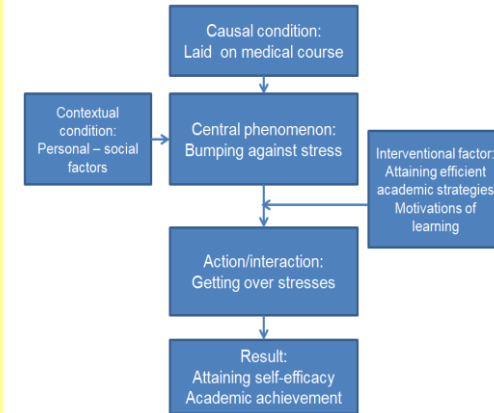 Causal condition:
Laid on medical course
Contextual
condition:
Personal – social
factors
Central phenomenon:
Bumping against stress
Interventional factor:
Attaining efficient
academic strategies
Motivations of
learning
Action/interaction:
Getting over stresses
Result:
Attaining self-efficacy
Academic achievement